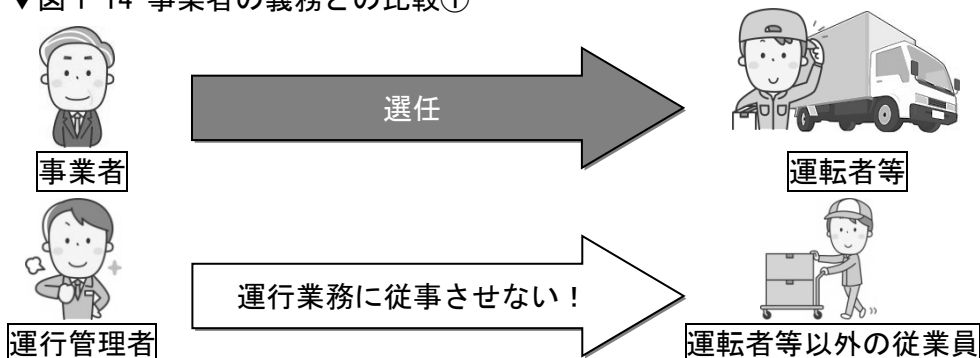 ▼図 1-14 事業者の義務との比較①
選任
事業者
運転者等
運行業務に従事させない！
運行管理者
運転者等以外の従業員